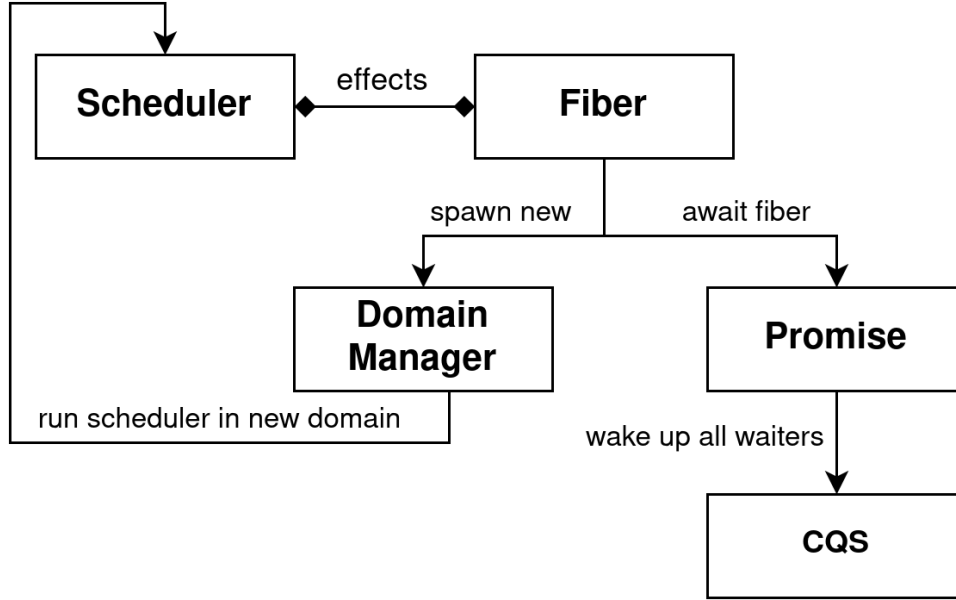 effects
Scheduler
Fiber
spawn new
await fiber
Domain
Manager
Promise
run scheduler in new domain
wake up all waiters
CQS